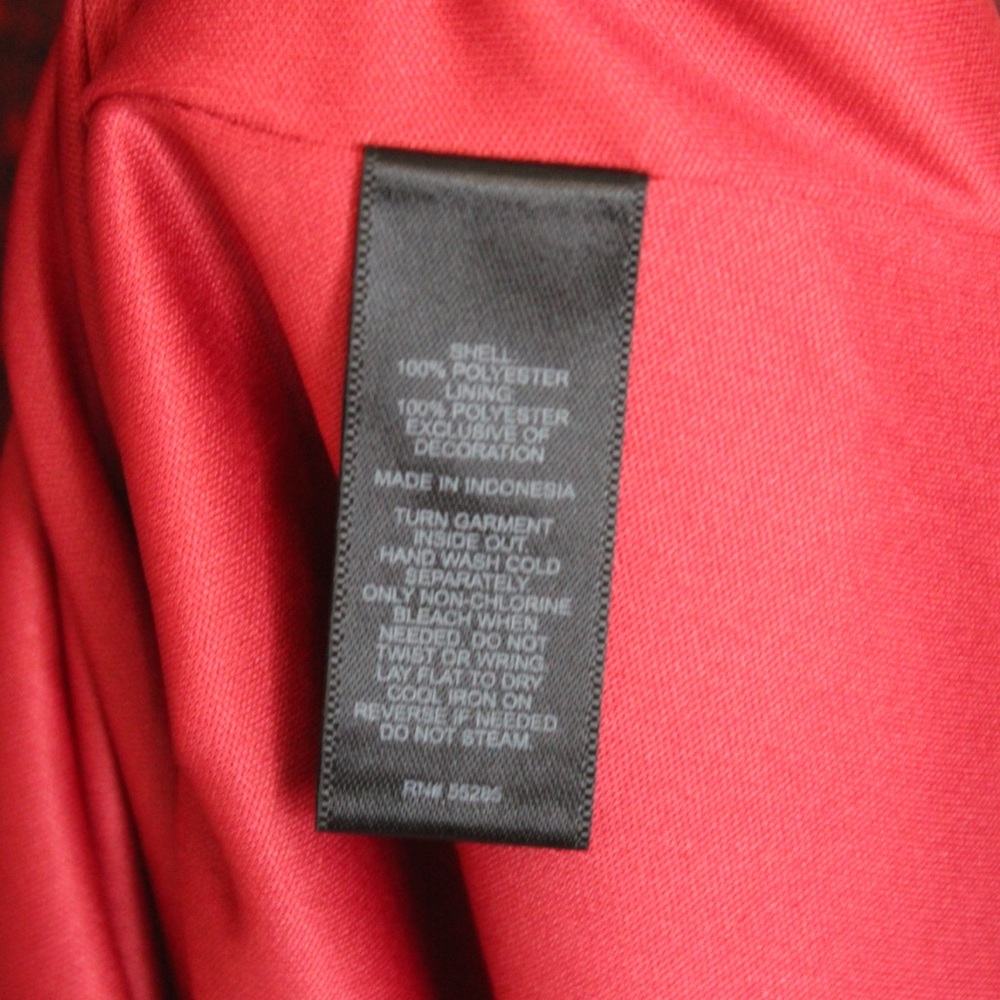 SHELL
100% POLYESTER
LINING
100% POLYESTER
EXCLUSIVE OF
DECORATION
MADE IN INDONESIA
TURN GARMENT
INSIDE OUT
HAND WASH COLD
SEPARATELY
ONLY NON-CHLORINE
BLEACH WHEN
NEEDED. DO NOT
TWIST OR WRING.
LAY FLAT TO DRY
COOL IRON ON
REVERSE IF NEEDED
DO NOT STEAM.
RN# 55285